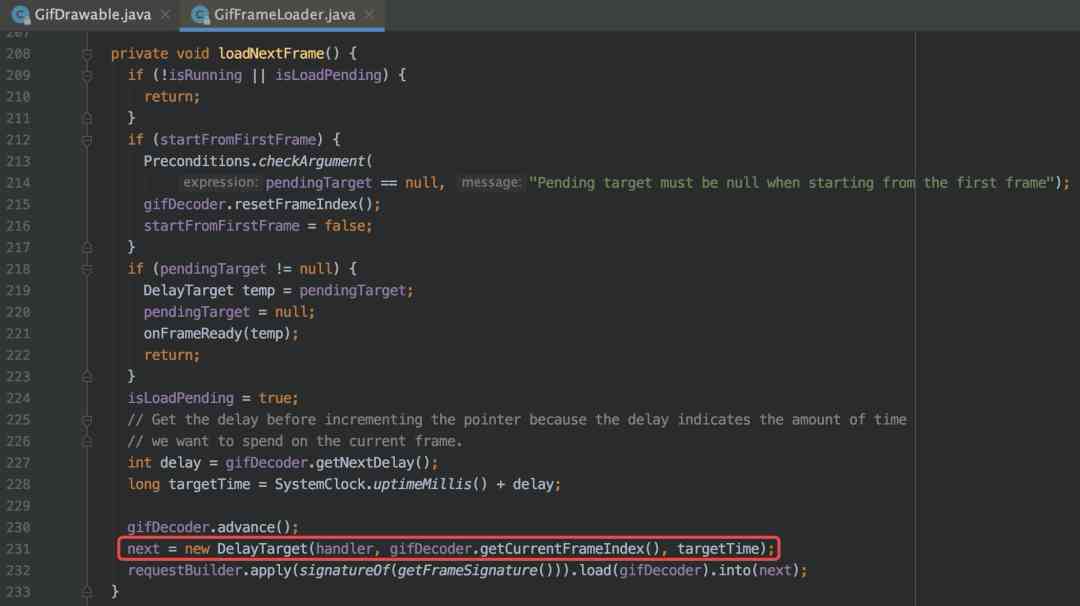 GifDrawable.java GifFrameLoader.java
207
208 private void loadNextFrame() {
209 if (!isRunning || isLoadPending) {
210 return;
211 }
212 if (startFromFirstFrame) {
213 Preconditions.checkArgument(
214 expression: pendingTarget == null, message: "Pending target must be null when starting from the first frame");
215 gifDecoder.resetFrameIndex();
216 startFromFirstFrame = false;
217 }
218 if (pendingTarget != null) {
219 DelayTarget temp = pendingTarget;
220 pendingTarget = null;
221 onFrameReady(temp);
222 return;
223 }
224 isLoadPending = true;
225 // Get the delay before incrementing the pointer because the delay indicates the amount of time
226 // we want to spend on the current frame.
227 int delay = gifDecoder.getNextDelay();
228 long targetTime = SystemClock.uptimeMillis() + delay;
229
230 gifDecoder.advance();
231 next = new DelayTarget(handler, gifDecoder.getCurrentFrameIndex(), targetTime);
232 requestBuilder.apply(signatureOf(getFrameSignature())).load(gifDecoder).into(next);
233 }